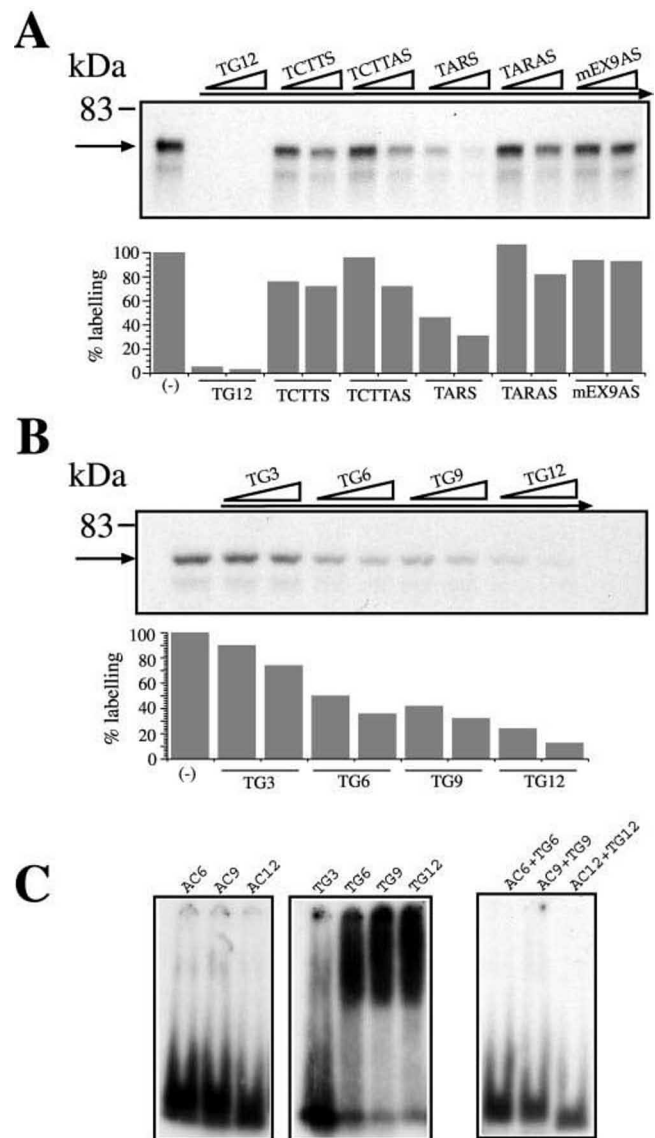 A
kDa
TG12 TCTTS TCTTAS TARS TARAS mEX9AS
83
100
80
60
40
20
0
% labelling
(-) TG12 TCTTS TCTTAS TARS TARAS mEX9AS
B
kDa
TG3 TG6 TG9 TG12
83
100
80
60
40
20
0
% labelling
(-) TG3 TG6 TG9 TG12
C
AC6 AC9 AC12 TG3 TG6 TG9 TG12 AC6+TG6 AC9+TG9 AC12+TG12